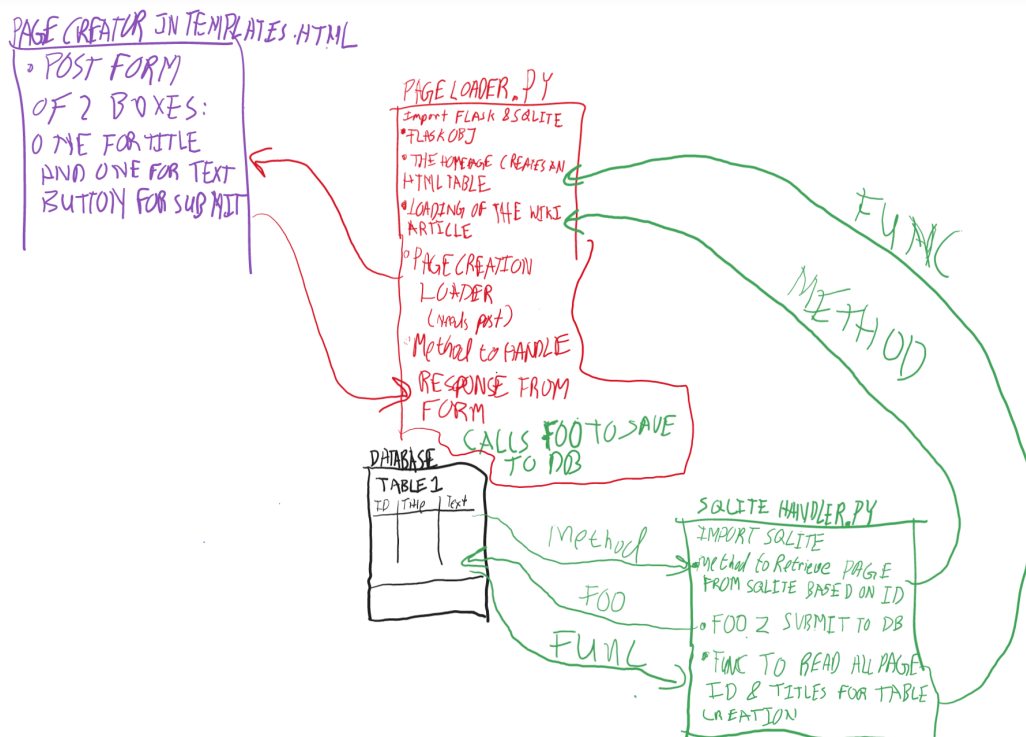 PAGE CREATOR IN TEMPLATES.HTML
• POST FORM
OF 2 BOXES:
ONE FOR TITLE
AND ONE FOR TEXT
BUTTON FOR SUBMIT
PAGE LOADER.PY
Import FLASK & SQLITE
• FLASK OBJ
• THE HOMEPAGE CREATES AN
HTML TABLE
• LOADING OF THE WIKI
ARTICLE
• PAGE CREATION
LOADER
(needs post)
• Method to HANDLE
RESPONSE FROM
FORM
CALLS FOO TO SAVE
TO DB
FUNC
METHOD
DATABASE
TABLE 1
ID Title Text
Method
FOO
FUNC
SQLITE HANDLER.PY
IMPORT SQLITE
• Method to Retrieve PAGE
FROM SQLITE BASED ON ID
• FOO 2 SUBMIT TO DB
• FUNC TO READ ALL PAGE
ID & TITLES FOR TABLE
CREATION